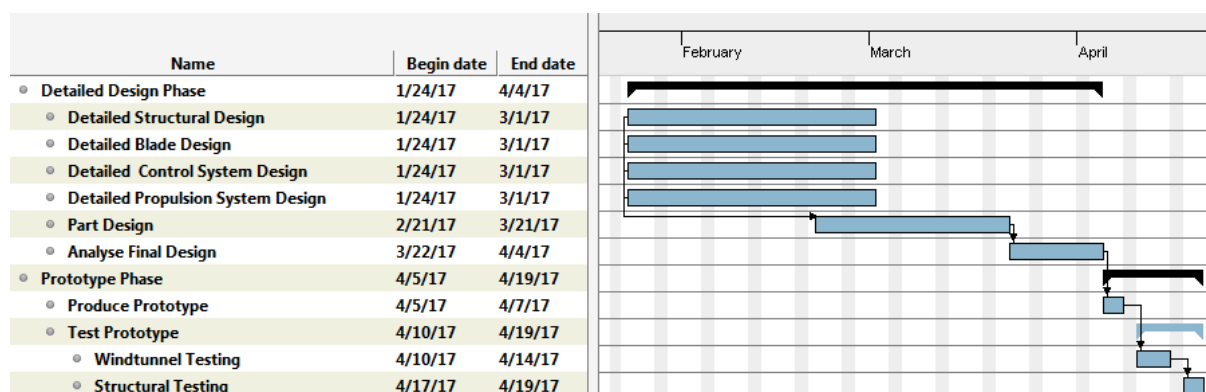 February March April
Name Begin date End date
Detailed Design Phase 1/24/17 4/4/17
Detailed Structural Design 1/24/17 3/1/17
Detailed Blade Design 1/24/17 3/1/17
Detailed Control System Design 1/24/17 3/1/17
Detailed Propulsion System Design 1/24/17 3/1/17
Part Design 2/21/17 3/21/17
Analyse Final Design 3/22/17 4/4/17
Prototype Phase 4/5/17 4/19/17
Produce Prototype 4/5/17 4/7/17
Test Prototype 4/10/17 4/19/17
Windtunnel Testing 4/10/17 4/14/17
Structural Testing 4/17/17 4/19/17